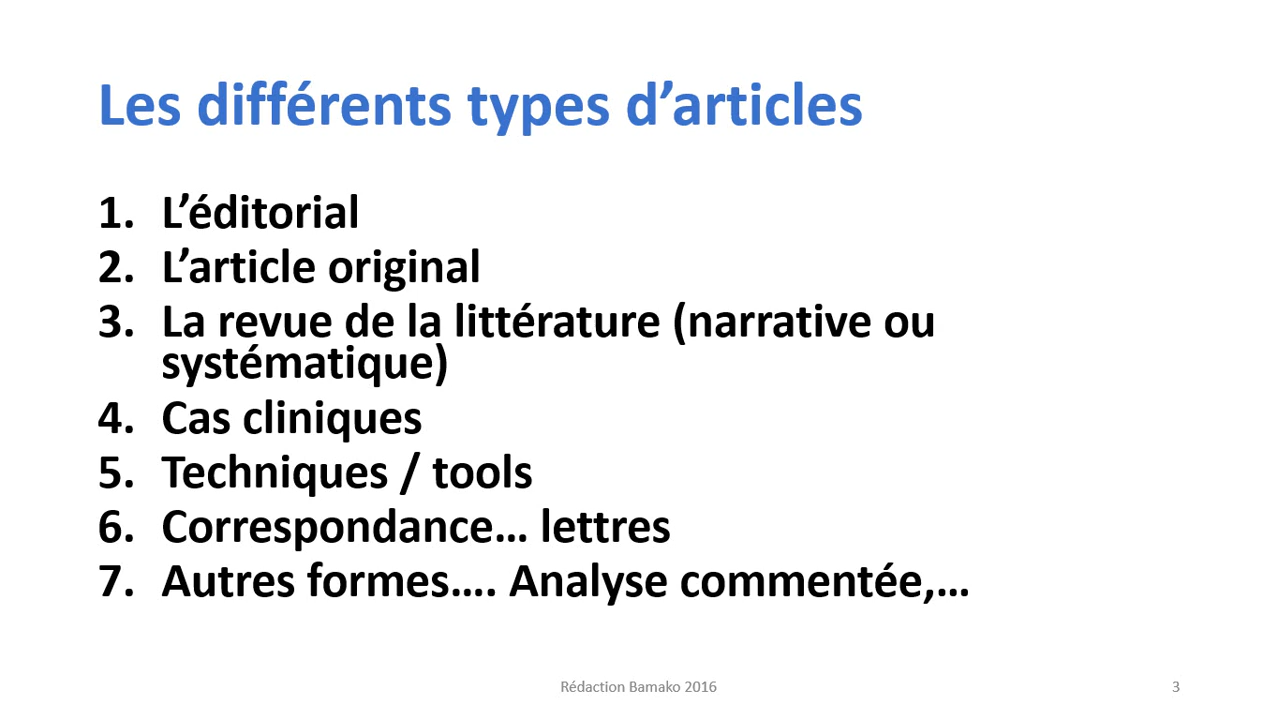 Les différents types d’articles
1. L’éditorial
2. L’article original
3. La revue de la littérature (narrative ou
systématique)
4. Cas cliniques
5. Techniques / tools
6. Correspondance… lettres
7. Autres formes…. Analyse commentée,…
Rédaction Bamako 2016
3